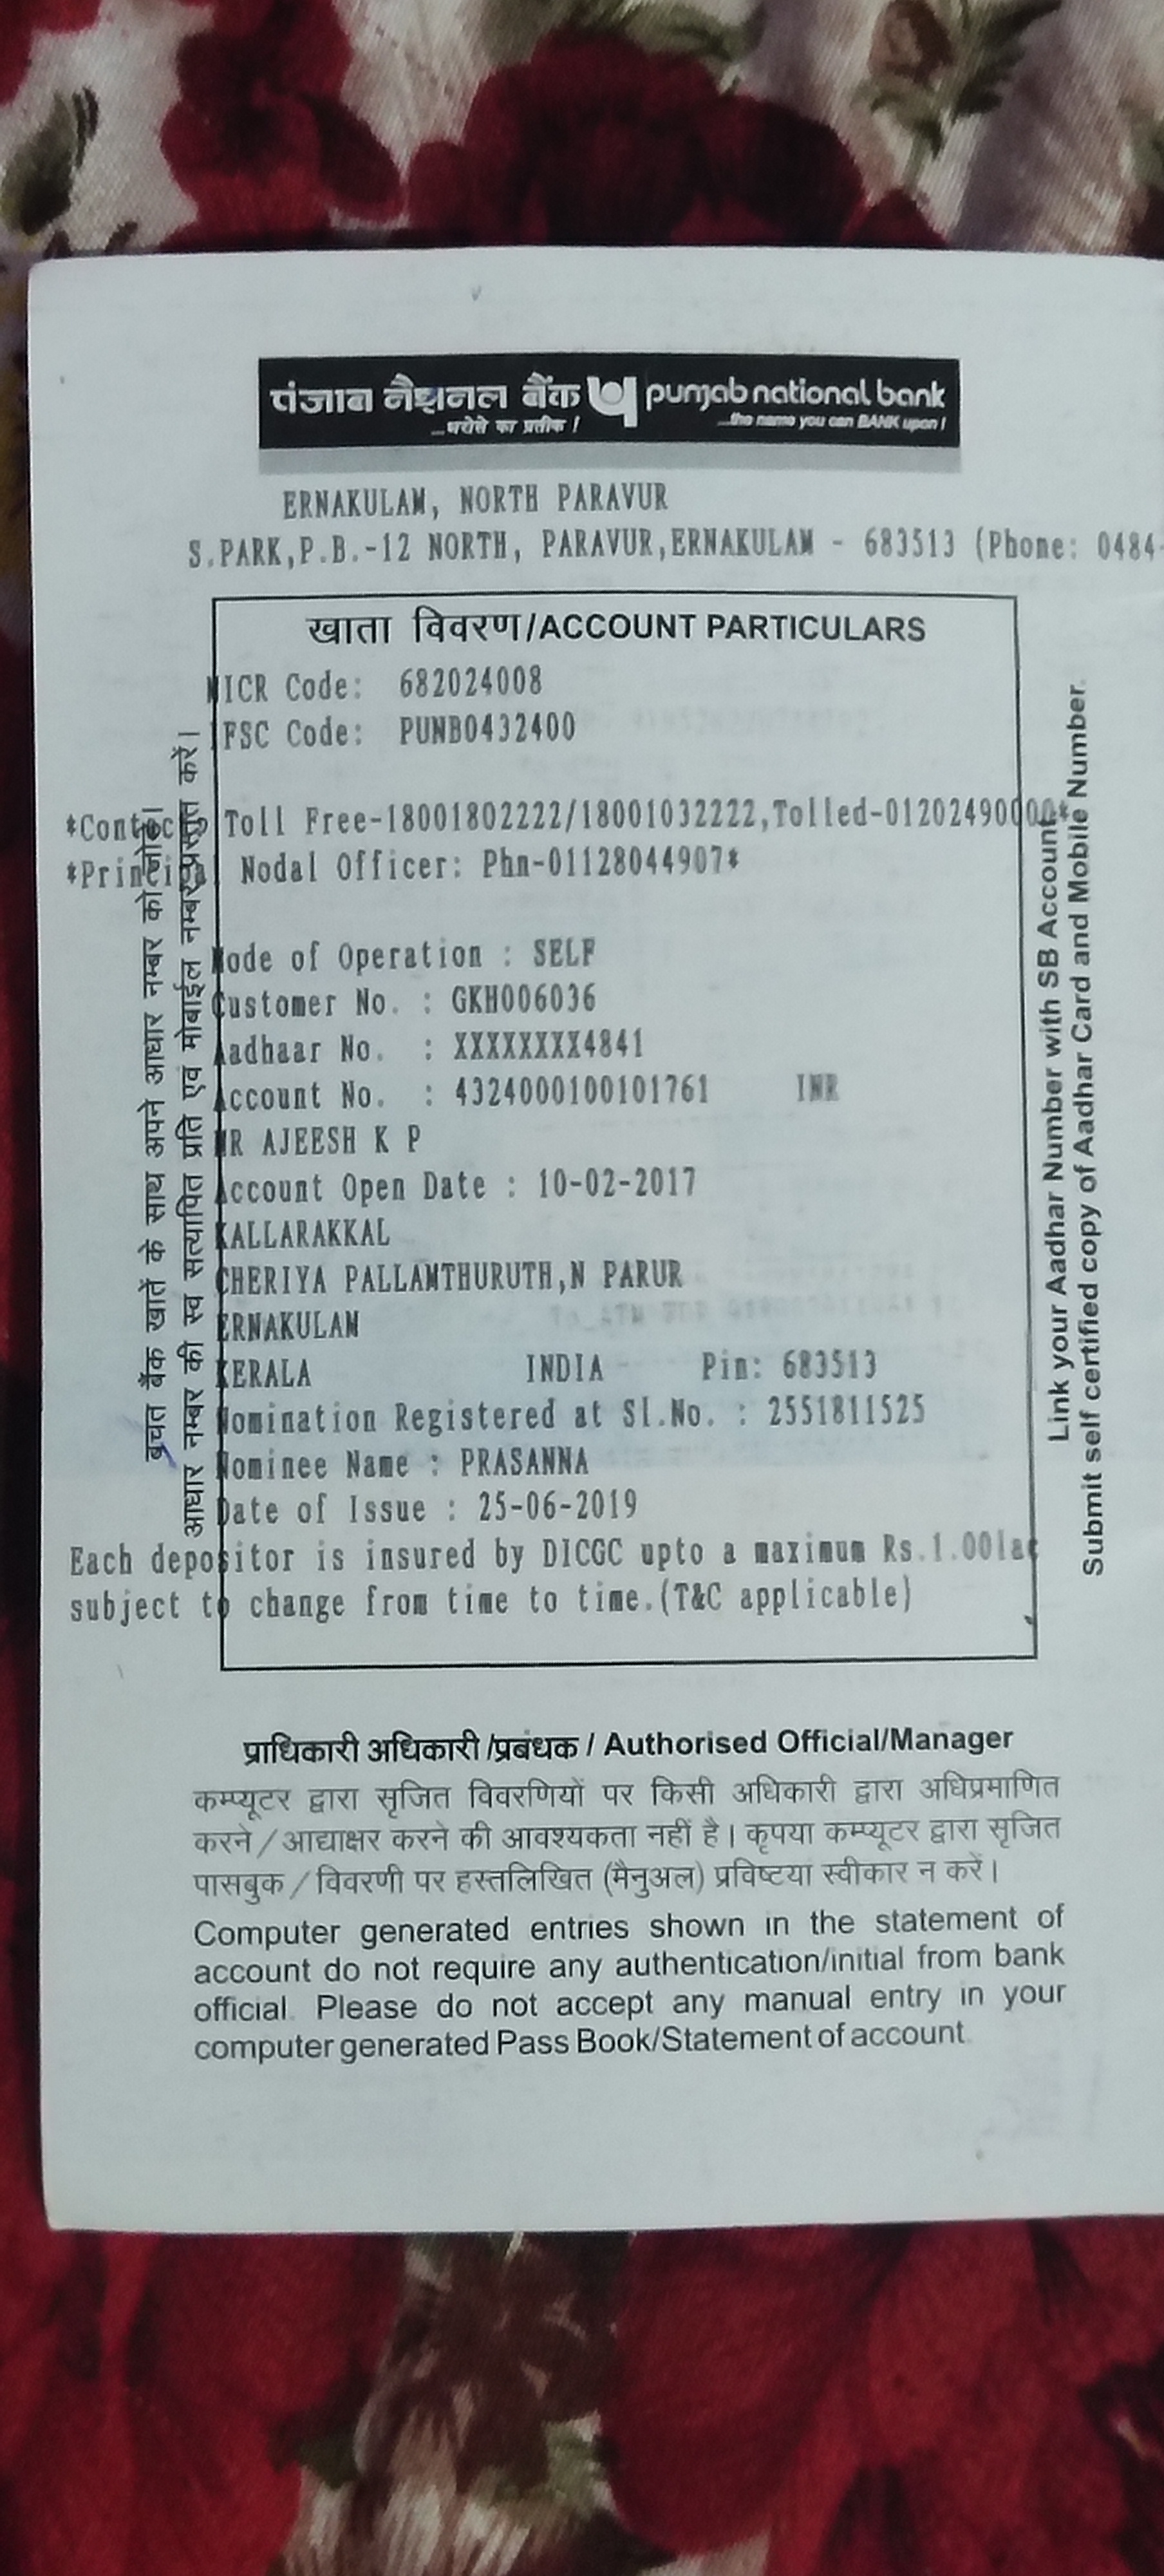 पंजाब नैशनल बैंक punjab national bank
...भरोसे का प्रतीक ! ...the name you can BANK upon !
ERNAKULAM, NORTH PARAVUR
S.PARK,P.B.-12 NORTH, PARAVUR,ERNAKULAM - 683513 (Phone: 0484-
खाता विवरण/ACCOUNT PARTICULARS
MICR Code: 682024008
IFSC Code: PUNB0432400
*Contact Toll Free-18001802222/18001032222,Tolled-01202490000*
*Principal Nodal Officer: Phn-01128044907*
Mode of Operation : SELF
Customer No. : GKH006036
Aadhaar No. : XXXXXXXX4841
Account No. : 4324000100101761 INR
MR AJEESH K P
Account Open Date : 10-02-2017
KALLARAKKAL
CHERIYA PALLAMTHURUTH,N PARUR
ERNAKULAM
KERALA INDIA Pin: 683513
Nomination Registered at Sl.No. : 2551811525
Nominee Name : PRASANNA
Date of Issue : 25-06-2019
Each depositor is insured by DICGC upto a maximum Rs.1.00lac
subject to change from time to time.(T&C applicable)
बचत बैंक खातें के साथ अपने आधार नम्बर को जोड़ें।
आधार नम्बर की स्व सत्यापित प्रति एवं मोबाईल नम्बर प्रस्तुत करें।
Link your Aadhar Number with SB Account.
Submit self certified copy of Aadhar Card and Mobile Number.
प्राधिकारी अधिकारी /प्रबंधक / Authorised Official/Manager
कम्प्यूटर द्वारा सृजित विवरणियों पर किसी अधिकारी द्वारा अधिप्रमाणित
करने / आद्याक्षर करने की आवश्यकता नहीं है। कृपया कम्प्यूटर द्वारा सृजित
पासबुक / विवरणी पर हस्तलिखित (मैनुअल) प्रविष्टया स्वीकार न करें।
Computer generated entries shown in the statement of
account do not require any authentication/initial from bank
official. Please do not accept any manual entry in your
computer generated Pass Book/Statement of account.